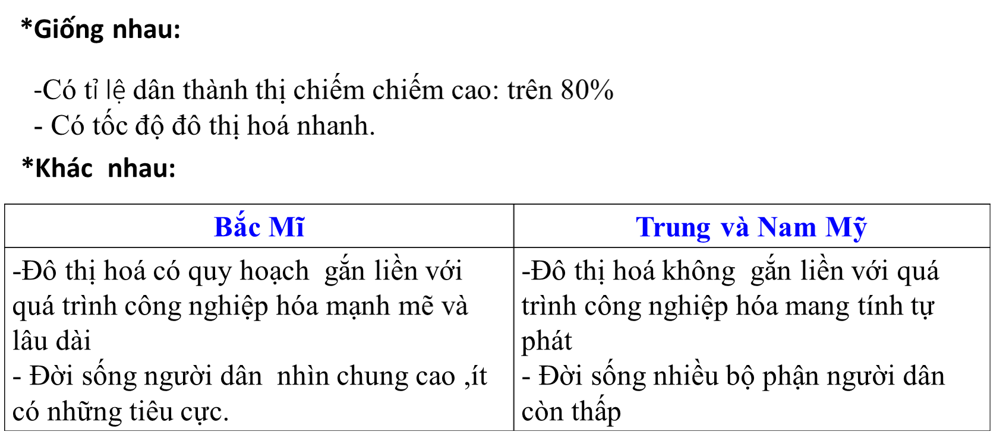 *Giống nhau:
-Có tỉ lệ dân thành thị chiếm chiếm cao: trên 80%
- Có tốc độ đô thị hoá nhanh.
*Khác  nhau:
Bắc Mĩ
Trung và Nam Mỹ
-Đô thị hoá có quy hoạch  gắn liền với
quá trình công nghiệp hóa mạnh mẽ và
lâu dài
- Đời sống người dân  nhìn chung cao ,ít
có những tiêu cực.
-Đô thị hoá không  gắn liền với quá
trình công nghiệp hóa mang tính tự
phát
- Đời sống nhiều bộ phận người dân
còn thấp